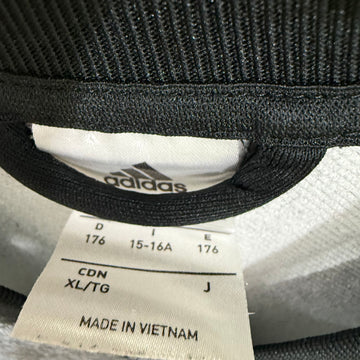 adidas
D I E
176 15-16A 176
CDN J
XL/TG
MADE IN VIETNAM